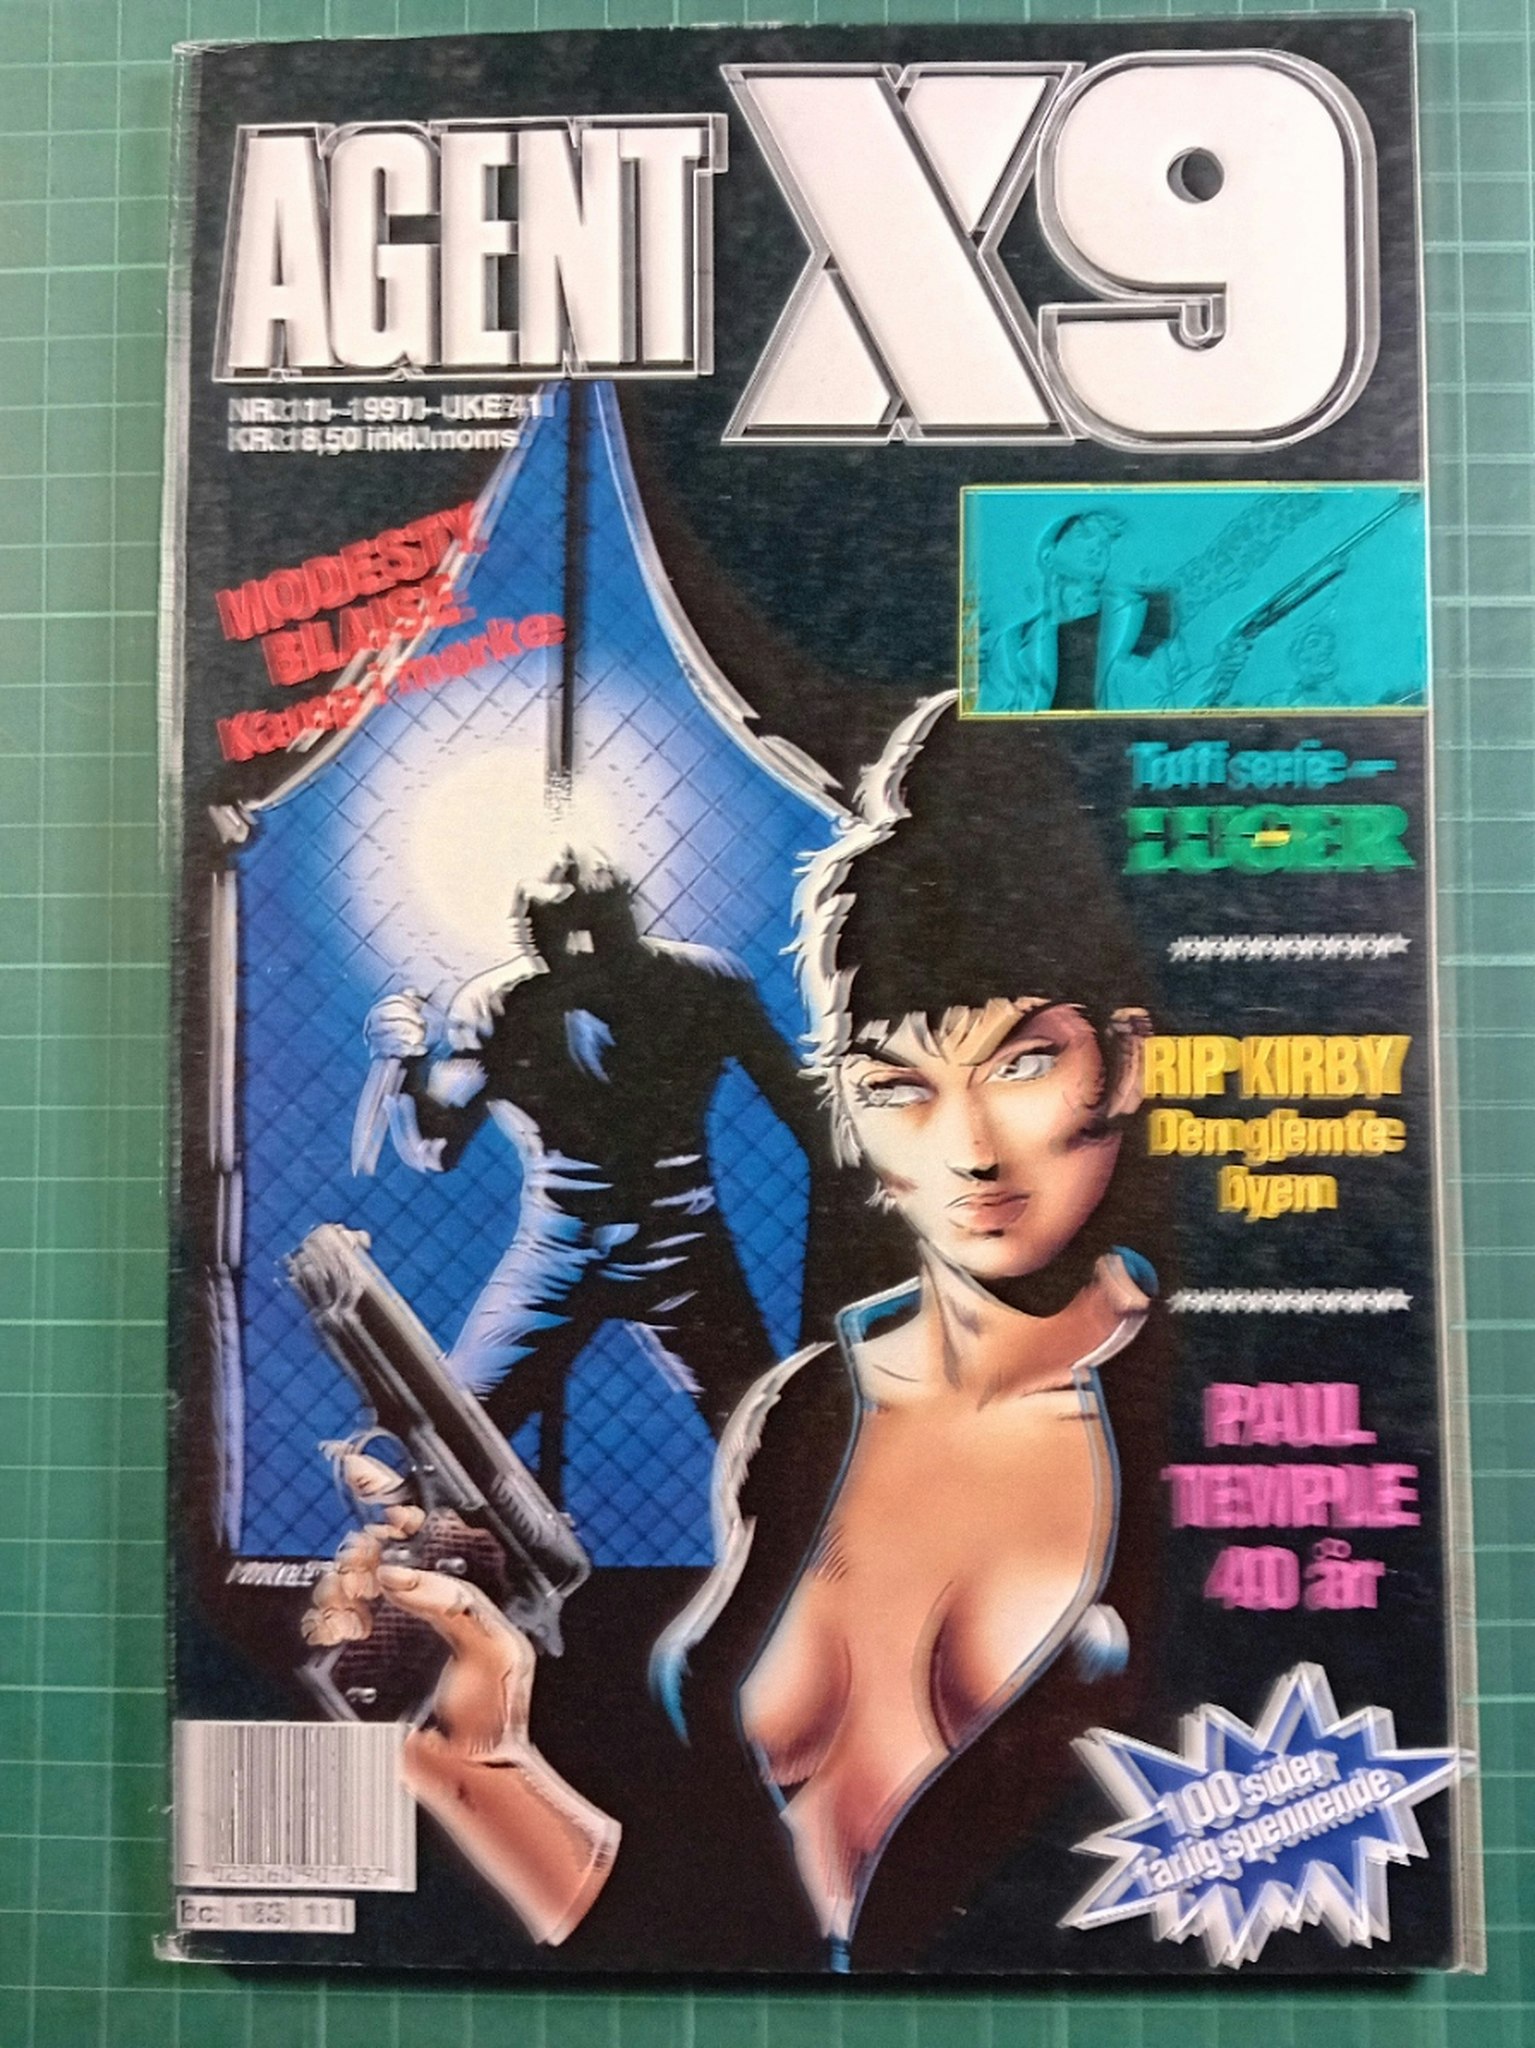 AGENT X9
NR. 11 - 1991 - UKE 41
KR. 18,50 inkl. moms
MODESTY
BLAISE
Kamp i mørke
Tøff serie –
LUGER
RIP KIRBY
Den glemte
byen
PAUL
TEMPLE
40 år
100 sider
farlig spennende
bc 183 11